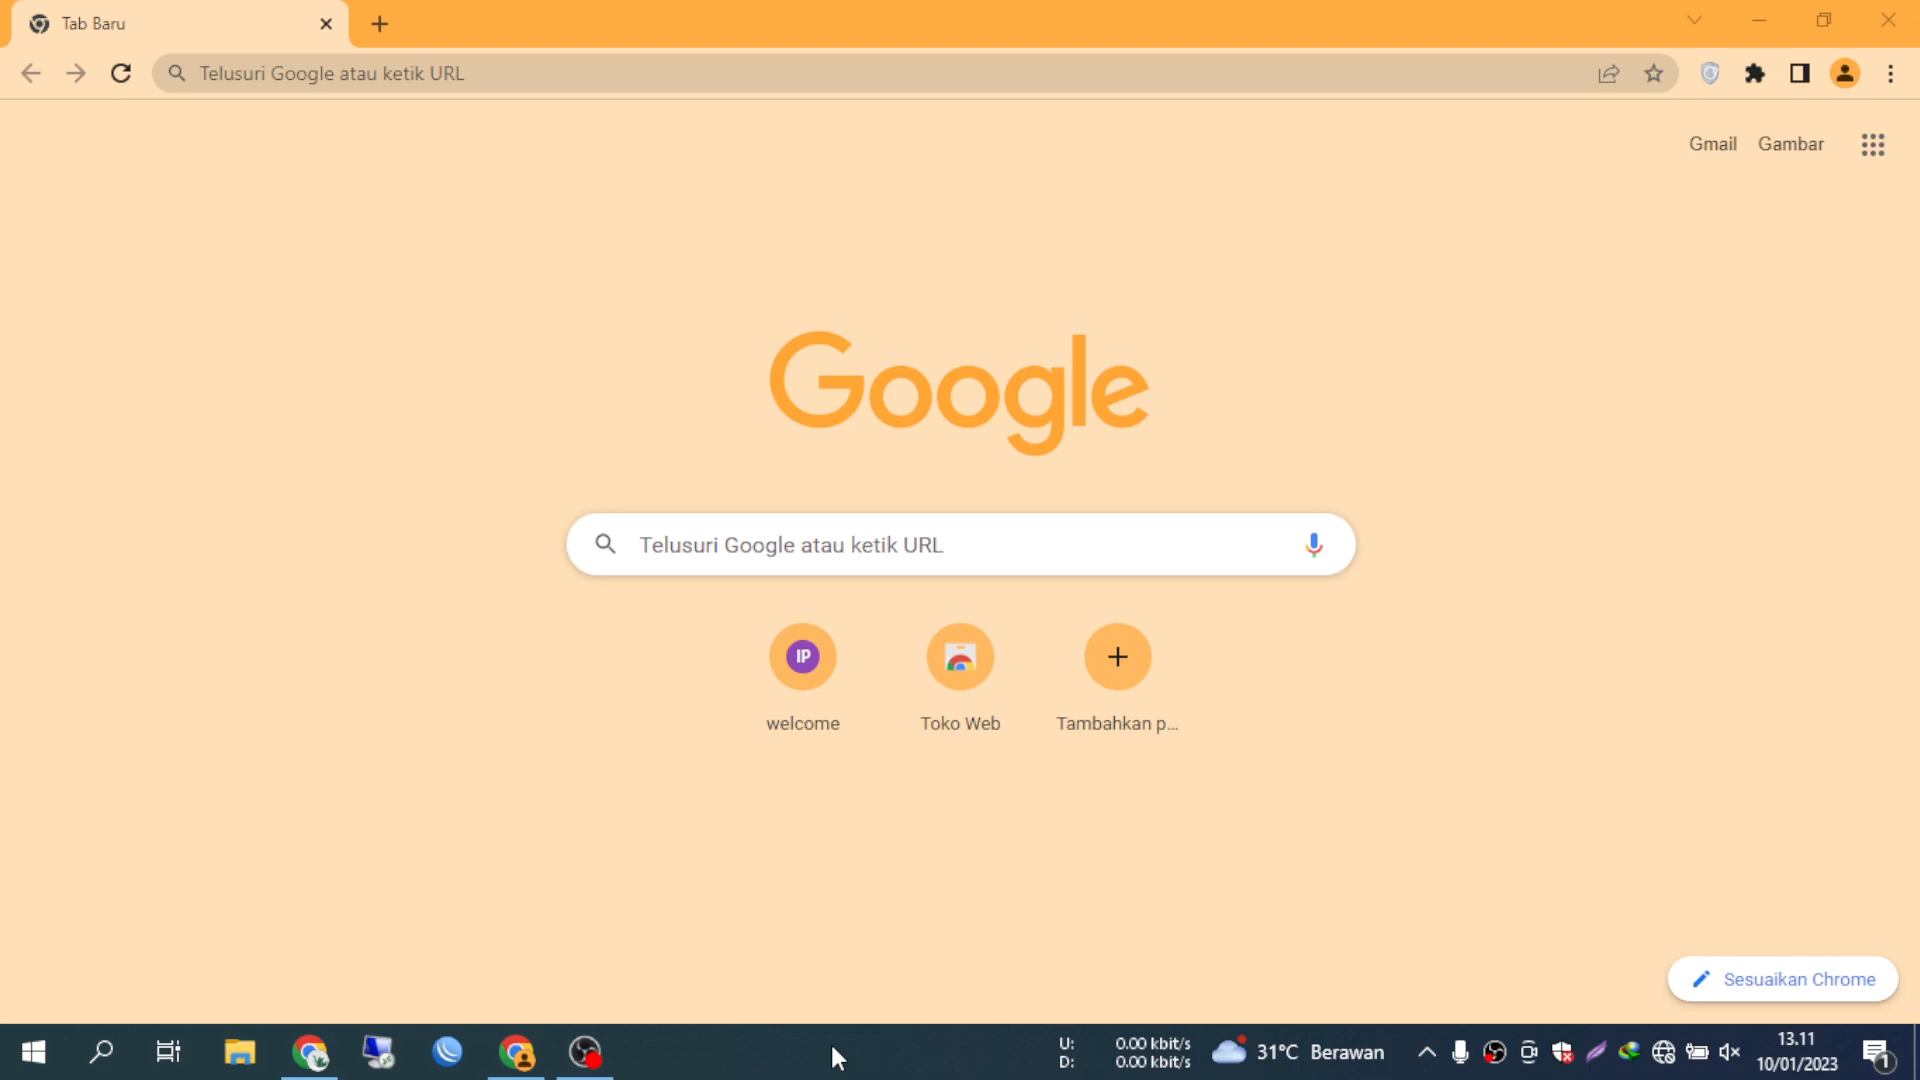 Tab Baru
Telusuri Google atau ketik URL
Gmail Gambar
Google
Telusuri Google atau ketik URL
IP
welcome Toko Web Tambahkan p...
Sesuaikan Chrome
U: 0.00 kbit/s
D: 0.00 kbit/s
31°C Berawan
13.11
10/01/2023
1